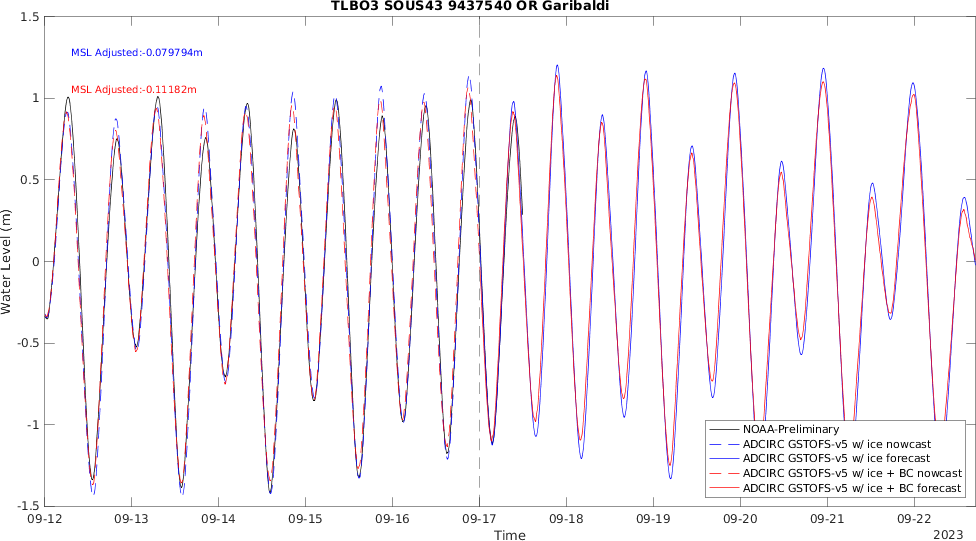 TLBO3 SOUS43 9437540 OR Garibaldi
MSL Adjusted:-0.079794m
MSL Adjusted:-0.11182m
Water Level (m)
1.5
1
0.5
0
-0.5
-1
-1.5
NOAA-Preliminary
ADCIRC GSTOFS-v5 w/ ice nowcast
ADCIRC GSTOFS-v5 w/ ice forecast
ADCIRC GSTOFS-v5 w/ ice + BC nowcast
ADCIRC GSTOFS-v5 w/ ice + BC forecast
09-12 09-13 09-14 09-15 09-16 09-17 09-18 09-19 09-20 09-21 09-22
Time
2023